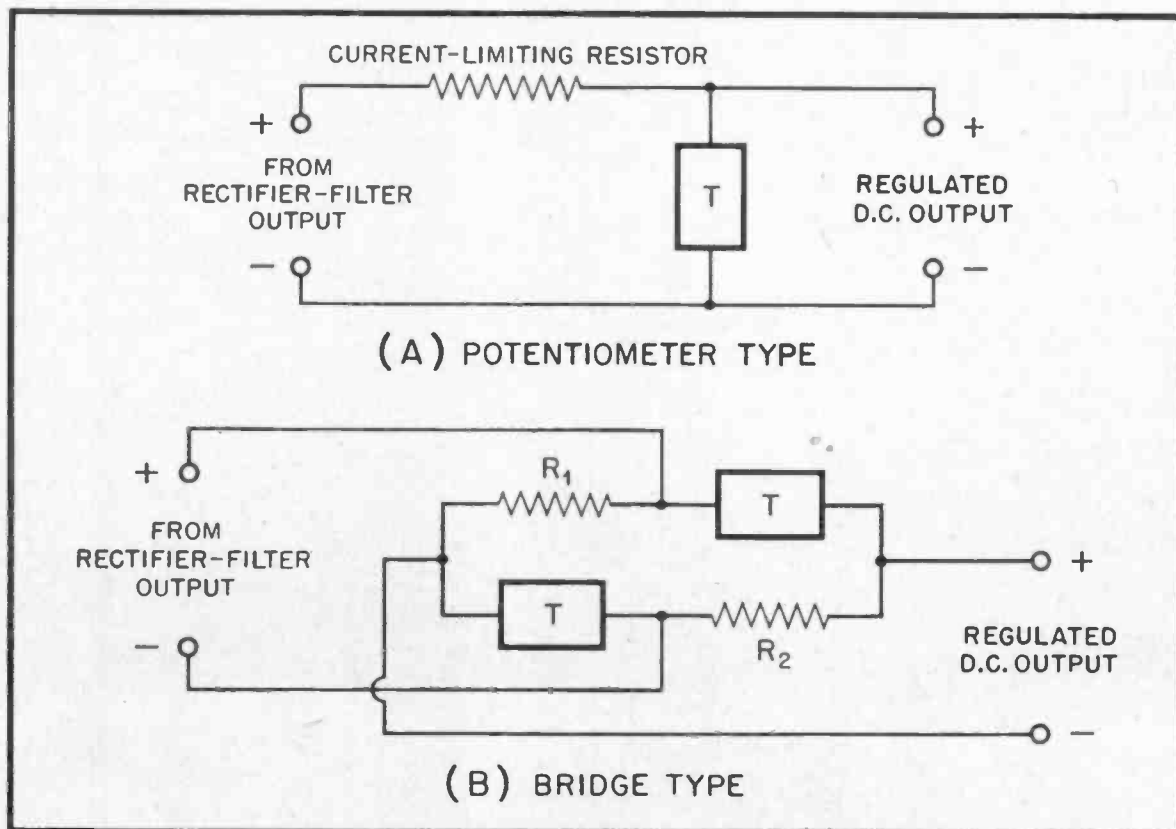 CURRENT-LIMITING RESISTOR
+
+
FROM
RECTIFIER-FILTER
OUTPUT
T
REGULATED
D.C. OUTPUT
−
−
(A) POTENTIOMETER TYPE
+
R1
T
FROM
RECTIFIER-FILTER
OUTPUT
+
T
R2
−
REGULATED
D.C. OUTPUT
−
(B) BRIDGE TYPE